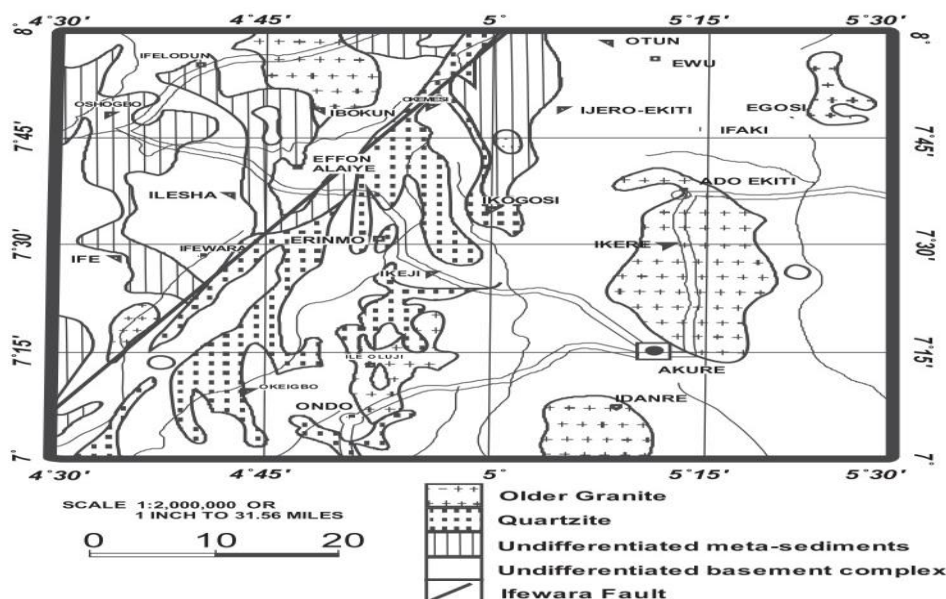 4°30' 4°45' 5° 5°15' 5°30'
8° 8°
OTUN
IFELODUN
EWU
OSHOGBO
OKEMESI
IBOKUN
IJERO-EKITI
EGOSI
IFAKI
7°45' 7°45'
EFFON
ALAIYE
ADO EKITI
ILESHA
IKOGOSI
ERINMO
IKERE
7°30' 7°30'
IFEWARA
IFE
IKEJI
7°15' 7°15'
ILE OLUJI
AKURE
OKEIGBO
IDANRE
ONDO
7° 7°
4°30' 4°45' 5° 5°15' 5°30'
SCALE 1:2,000,000 OR
1 INCH TO 31.56 MILES
0 10 20
Older Granite
Quartzite
Undifferentiated meta-sediments
Undifferentiated basement complex
Ifewara Fault